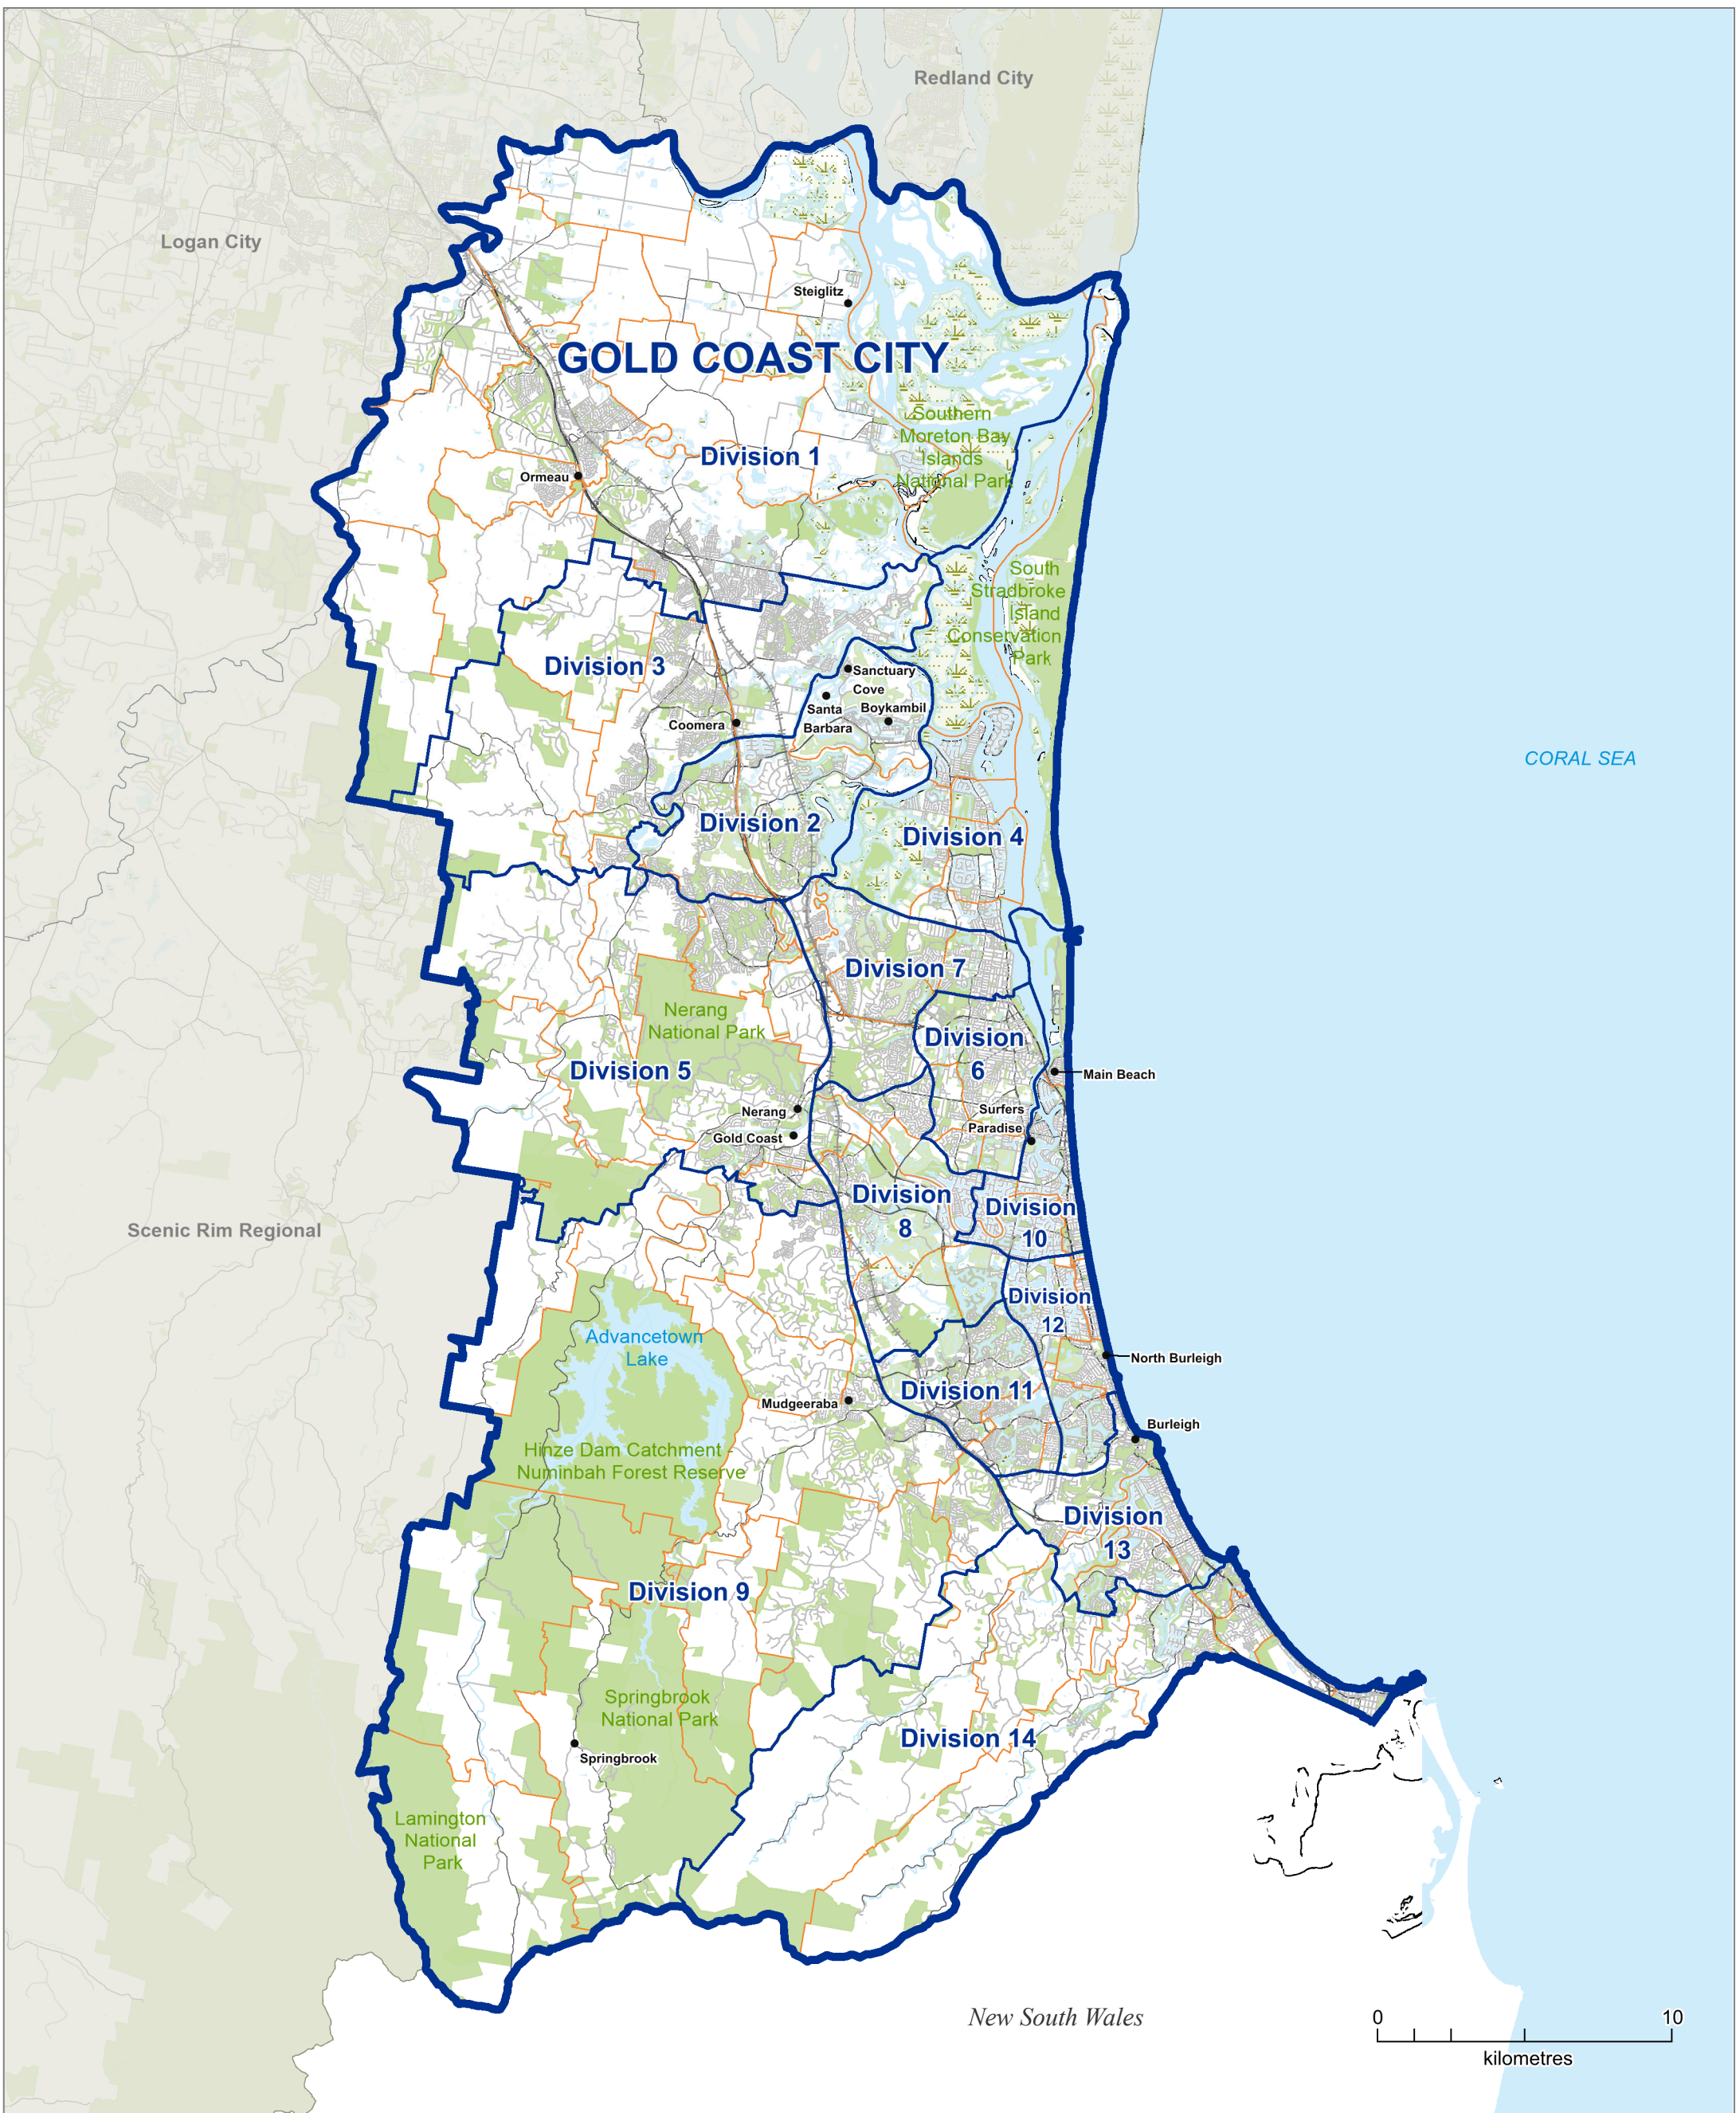 Redland City
Logan City
Steiglitz
GOLD COAST CITY
Southern
Moreton Bay
Islands
National Park
Division 1
Ormeau
South
Stradbroke
Island
Conservation
Park
Division 3
Sanctuary
Cove
Santa
Barbara
Boykambil
Coomera
CORAL SEA
Division 2
Division 4
Division 7
Nerang
National Park
Division
6
Division 5
Main Beach
Nerang
Surfers
Paradise
Gold Coast
Scenic Rim Regional
Division
8
Division
10
Division
12
Advancetown
Lake
North Burleigh
Division 11
Mudgeeraba
Burleigh
Hinze Dam Catchment -
Numinbah Forest Reserve
Division
13
Division 9
Springbrook
National Park
Division 14
Springbrook
Lamington
National
Park
New South Wales
0 10
kilometres